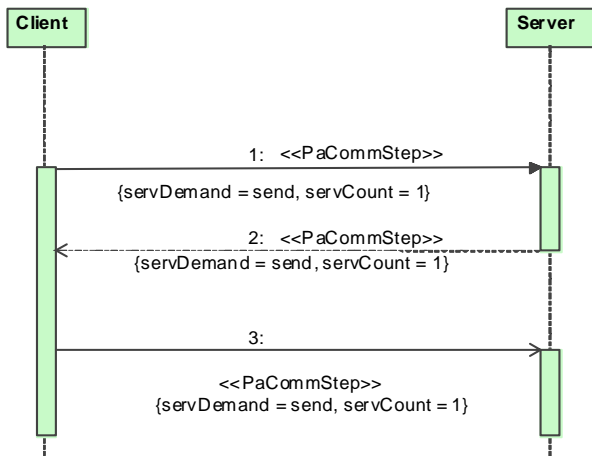 Client
Server
1: <<PaCommStep>>
{servDemand = send, servCount = 1}
2: <<PaCommStep>>
{servDemand = send, servCount = 1}
3:
<<PaCommStep>>
{servDemand = send, servCount = 1}